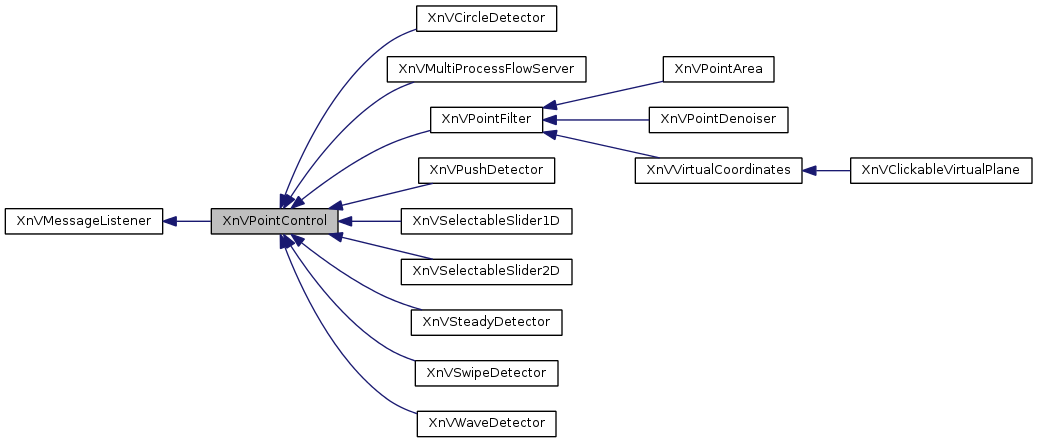 XnVCircleDetector
XnVMultiProcessFlowServer
XnVPointArea
XnVPointFilter
XnVPointDenoiser
XnVPushDetector
XnVVirtualCoordinates
XnVClickableVirtualPlane
XnVMessageListener
XnVPointControl
XnVSelectableSlider1D
XnVSelectableSlider2D
XnVSteadyDetector
XnVSwipeDetector
XnVWaveDetector